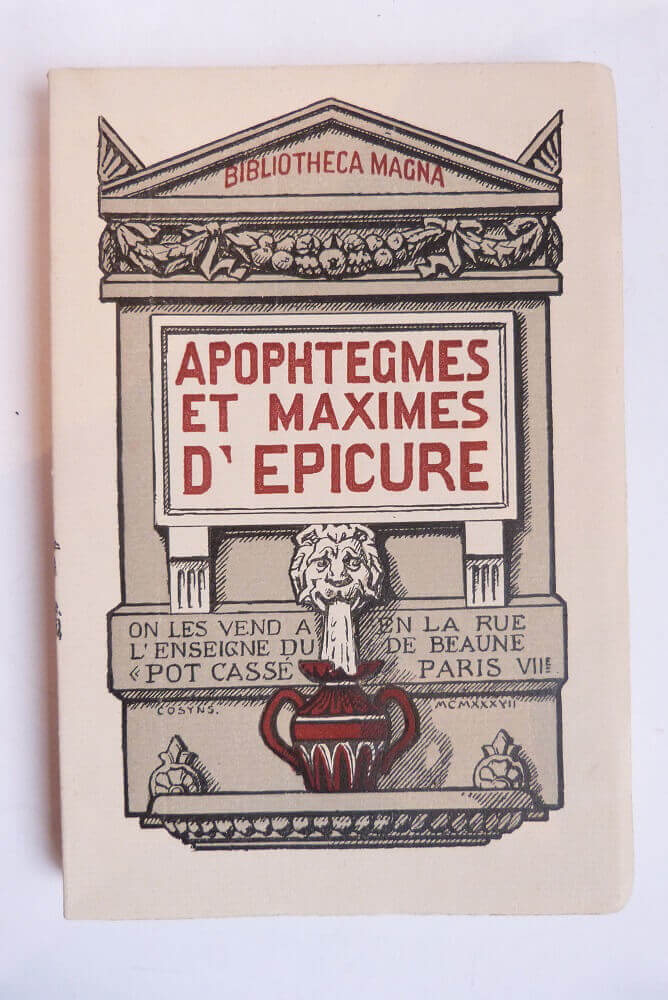 BIBLIOTHECA MAGNA
APOPHTEGMES
ET MAXIMES
D'EPICURE
ON LES VEND A EN LA RUE
L'ENSEIGNE DU DE BEAUNE
« POT CASSÉ PARIS VIIE
COSYNS. MCMXXXVII